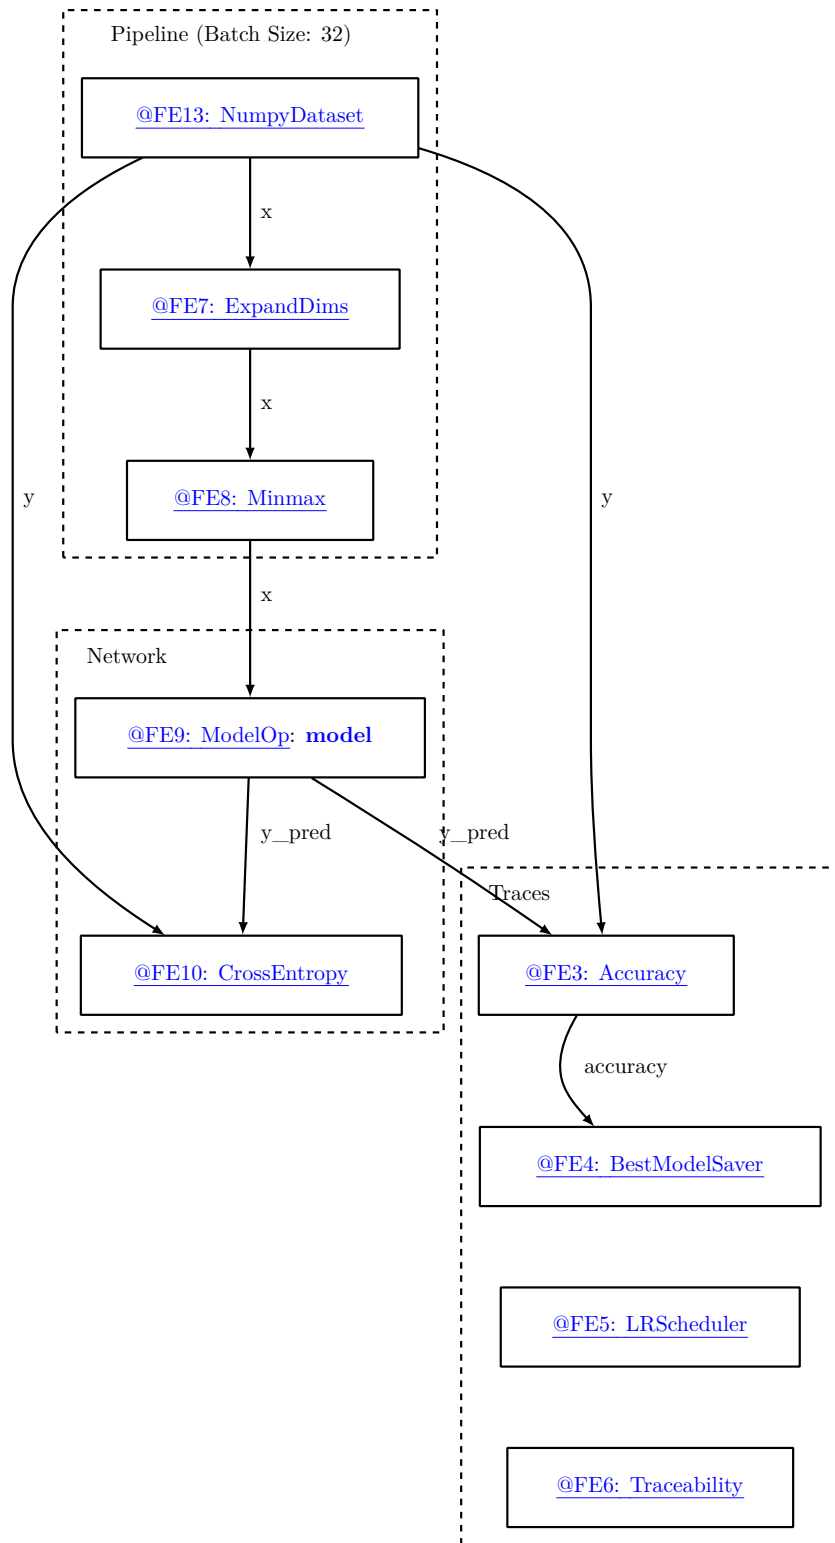 Pipeline (Batch Size: 32)
@FE13: NumpyDataset
x
@FE7: ExpandDims
x
@FE8: Minmax
y
y
x
Network
@FE9: ModelOp: model
y_pred
y_pred
Traces
@FE10: CrossEntropy
@FE3: Accuracy
accuracy
@FE4: BestModelSaver
@FE5: LRScheduler
@FE6: Traceability